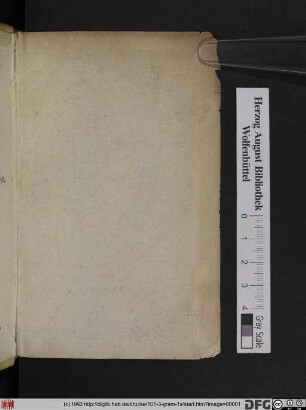 Herzog August Bibliothek
Wolfenbüttel
0 1 2 3 4
Gray Scale
(c) HAB http://diglib.hab.de/drucke/101-3-gram-1s/start.htm?image=00001
DFG